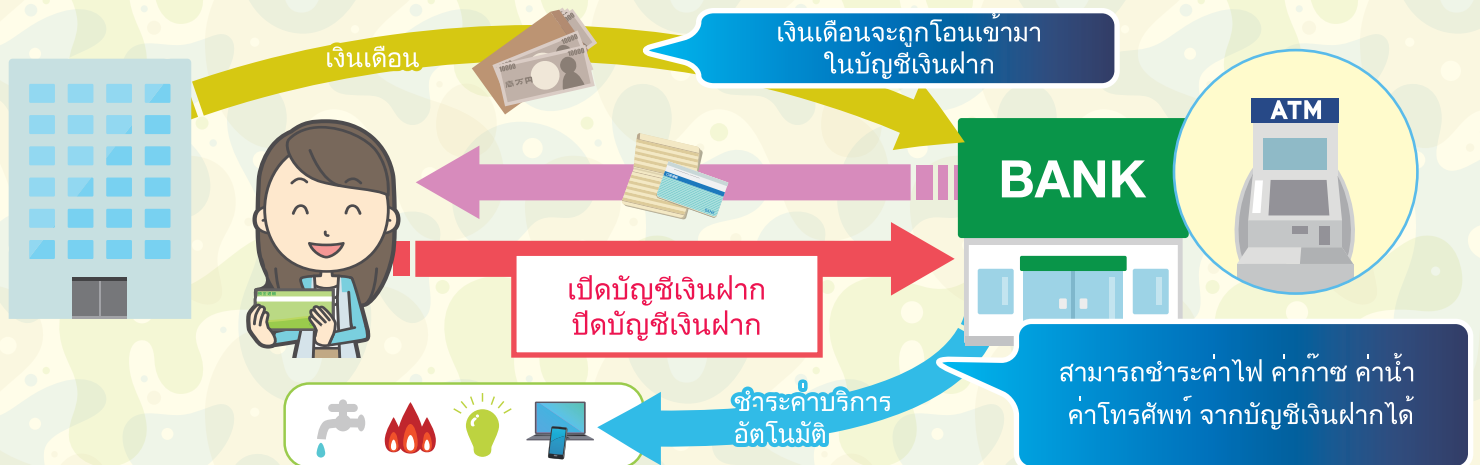 เงินเดือน
10000
10000
10000
เงินเดือนจะถูกโอนเข้ามา
ในบัญชีเงินฝาก
ATM
BANK
เปิดบัญชีเงินฝาก
ปิดบัญชีเงินฝาก
สามารถชำระค่าไฟ ค่าก๊าซ ค่าน้ำ
ค่าโทรศัพท์ จากบัญชีเงินฝากได้
ชำระค่าบริการ
อัตโนมัติ